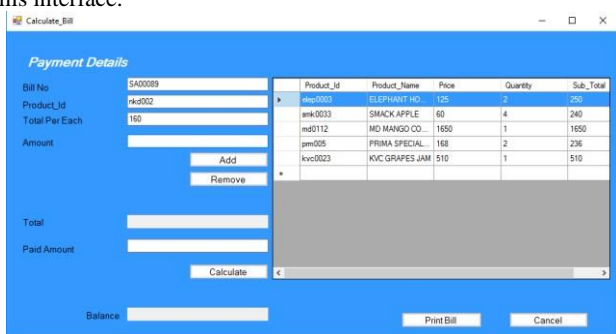 his interface.
Calculate_Bill
Payment Details
Bill No SA00089
Product_Id nkd002
Total Per Each 160
Amount
Add
Remove
Total
Paid Amount
Calculate
Balance
Product_Id Product_Name Price Quantity Sub_Total
elep0003 ELEPHANT HO... 125 2 250
smk0033 SMACK APPLE 60 4 240
md0112 MD MANGO CO... 1650 1 1650
prm005 PRIMA SPECIAL... 168 2 236
kvc0023 KVC GRAPES JAM 510 1 510
Print Bill Cancel